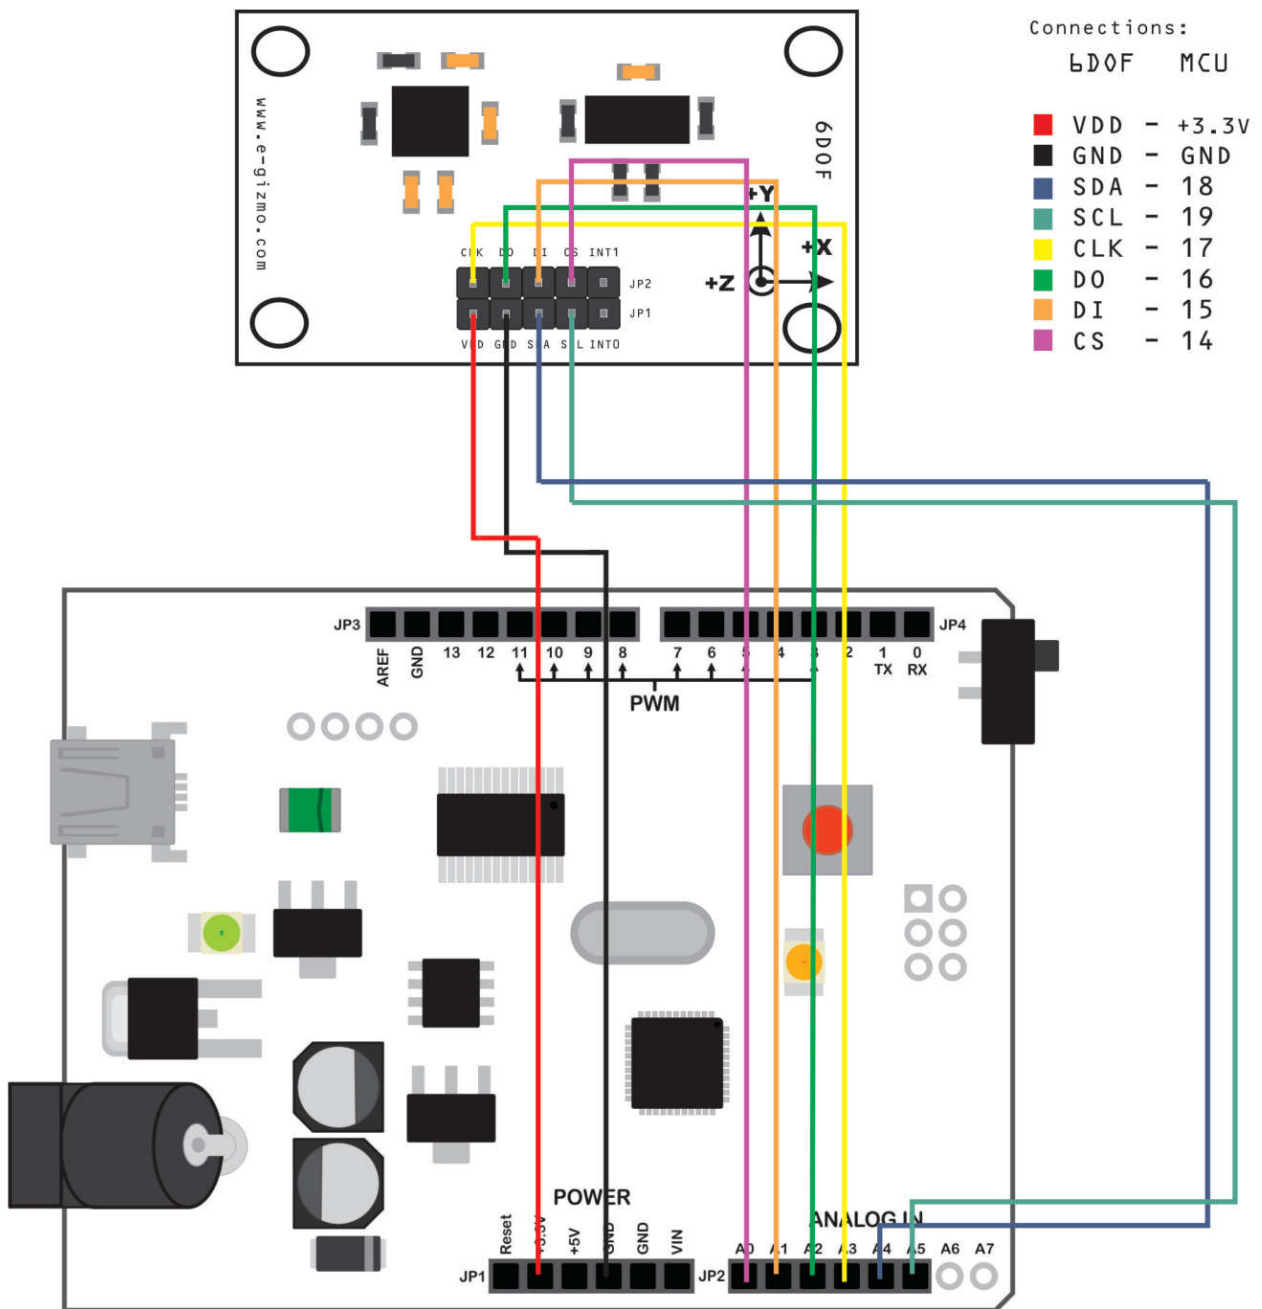 Connections:
6DOF MCU
VDD - +3.3V
GND - GND
SDA - 18
SCL - 19
CLK - 17
DO - 16
DI - 15
CS - 14
www.e-gizmo.com
6DOF
+Y
+X
+Z
CLK DO DI CS INT1
JP2
JP1
VDD GND SDA SCL INT0
JP3
AREF GND 13 12 11 10 9 8
7 6 5 4 3 2 1 0
JP4
TX RX
PWM
POWER
Reset +3.3V +5V GND GND VIN
JP1
ANALOG IN
A0 A1 A2 A3 A4 A5 A6 A7
JP2